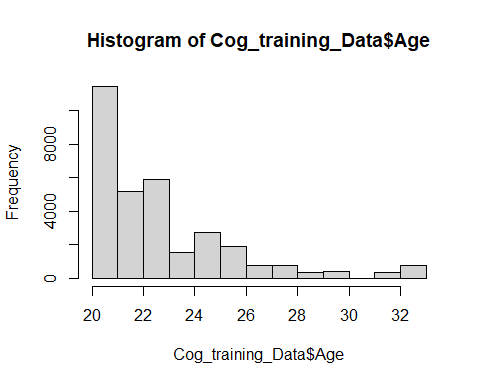 Histogram of Cog_training_Data$Age
Frequency
8000
4000
0
20 22 24 26 28 30 32
Cog_training_Data$Age